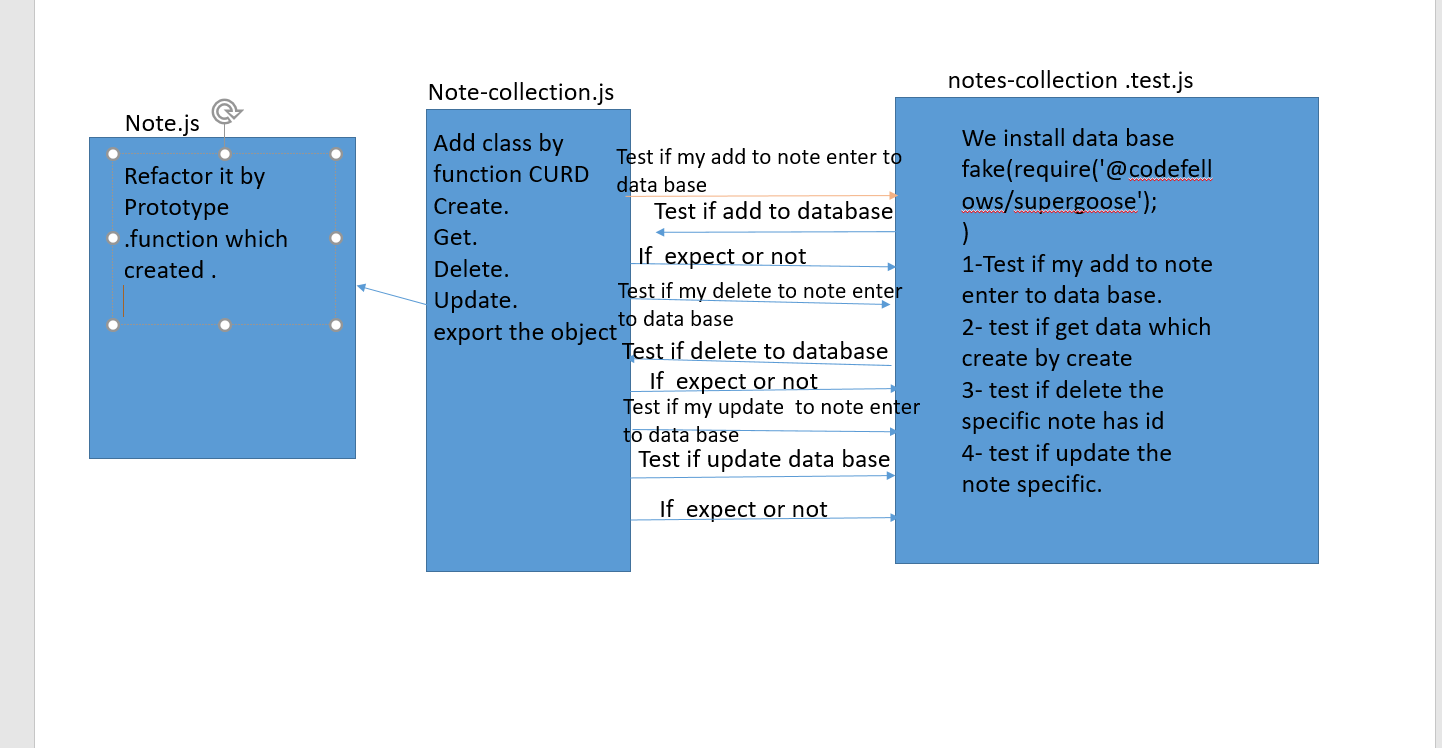 Note.js
Refactor it by
Prototype
.function which
created .
Note-collection.js
Add class by
function CURD
Create.
Get.
Delete.
Update.
export the object
Test if my add to note enter to
data base
Test if add to database
If  expect or not
Test if my delete to note enter
to data base
Test if delete to database
If  expect or not
Test if my update  to note enter
to data base
Test if update data base
If  expect or not
notes-collection .test.js
We install data base
fake(require('@codefell
ows/supergoose');
)
1-Test if my add to note
enter to data base.
2- test if get data which
create by create
3- test if delete the
specific note has id
4- test if update the
note specific.